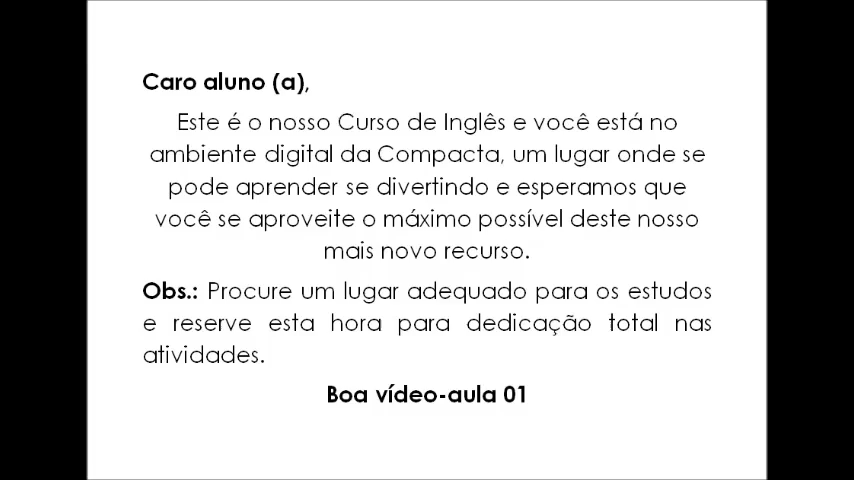 Caro aluno (a),
Este é o nosso Curso de Inglês e você está no
ambiente digital da Compacta, um lugar onde se
pode aprender se divertindo e esperamos que
você se aproveite o máximo possível deste nosso
mais novo recurso.
Obs.: Procure um lugar adequado para os estudos
e reserve esta hora para dedicação total nas
atividades.
Boa vídeo-aula 01